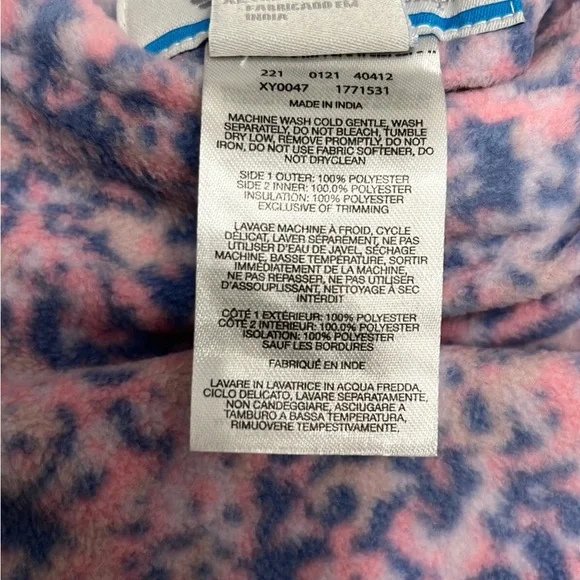 FABRICADO EM
INDIA
221 0121 40412
XY0047 1771531
MADE IN INDIA
MACHINE WASH COLD GENTLE, WASH
SEPARATELY, DO NOT BLEACH, TUMBLE
DRY LOW, REMOVE PROMPTLY, DO NOT
IRON, DO NOT USE FABRIC SOFTENER, DO
NOT DRYCLEAN
SIDE 1 OUTER: 100% POLYESTER
SIDE 2 INNER: 100.0% POLYESTER
INSULATION: 100% POLYESTER
EXCLUSIVE OF TRIMMING
LAVAGE MACHINE À FROID, CYCLE
DÉLICAT, LAVER SÉPARÉMENT, NE PAS
UTILISER D'EAU DE JAVEL, SÉCHAGE
MACHINE, BASSE TEMPÉRATURE, SORTIR
IMMÉDIATEMENT DE LA MACHINE,
NE PAS REPASSER, NE PAS UTILISER
D'ASSOUPLISSANT, NETTOYAGE À SEC
INTERDIT
CÔTÉ 1 EXTÉRIEUR: 100% POLYESTER
CÔTÉ 2 INTÉRIEUR: 100.0% POLYESTER
ISOLATION: 100% POLYESTER
SAUF LES BORDURES
FABRIQUÉ EN INDE
LAVARE IN LAVATRICE IN ACQUA FREDDA,
CICLO DELICATO, LAVARE SEPARATAMENTE,
NON CANDEGGIARE, ASCIUGARE A
TAMBURO A BASSA TEMPERATURA,
RIMUOVERE TEMPESTIVAMENTE.